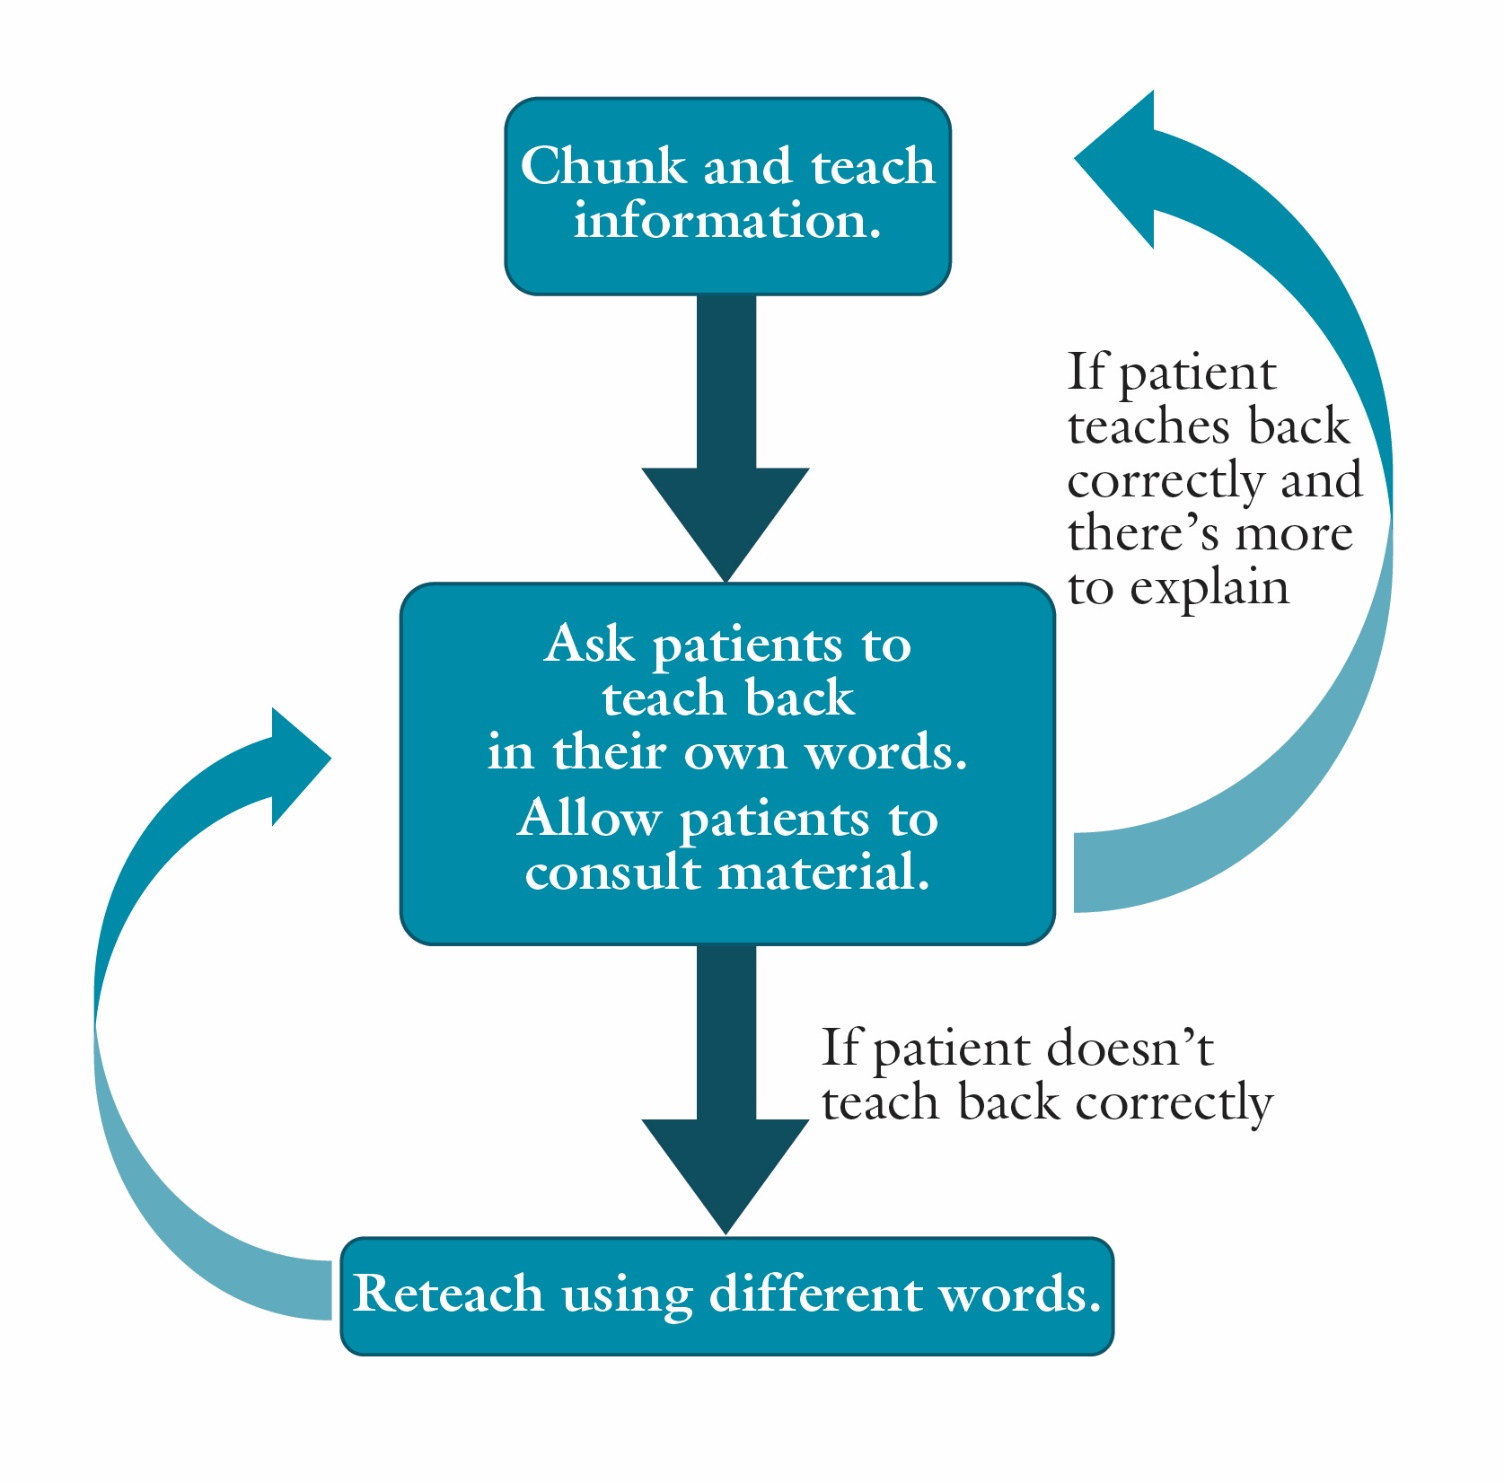 Chunk and teach
information.
If patient
teaches back
correctly and
there’s more
to explain
Ask patients to
teach back
in their own words.
Allow patients to
consult material.
If patient doesn’t
teach back correctly
Reteach using different words.